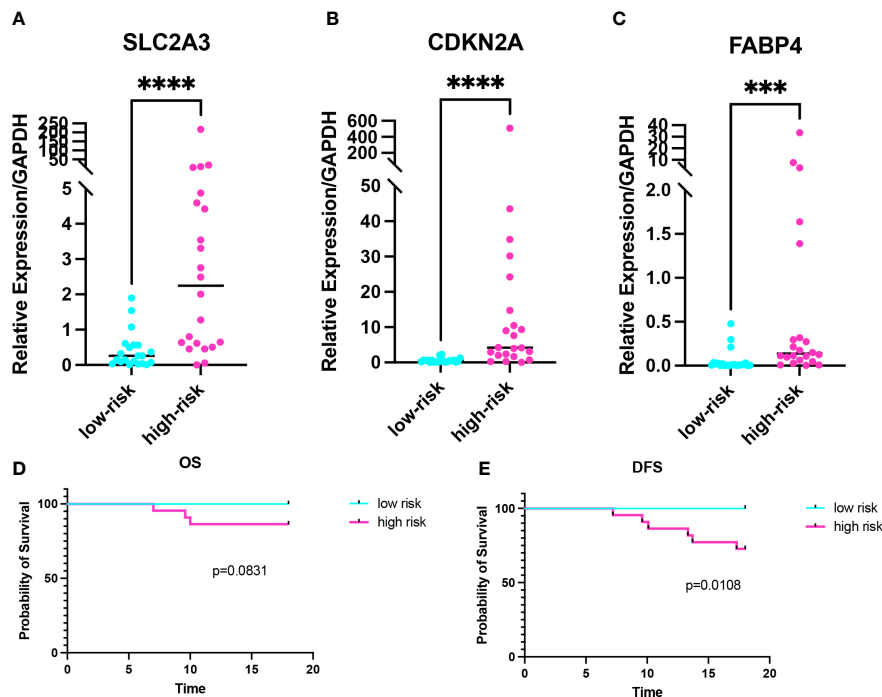 A
SLC2A3
****
Relative Expression/GAPDH
250
200
150
100
50
5
4
3
2
1
0
low-risk
high-risk
B
CDKN2A
****
Relative Expression/GAPDH
600
500
400
300
200
50
40
30
20
10
0
low-risk
high-risk
C
FABP4
***
Relative Expression/GAPDH
40
30
20
10
2.0
1.5
1.0
0.5
0.0
low-risk
high-risk
D
OS
Probability of Survival
100
50
0
0 5 10 15 20
Time
p=0.0831
low risk
high risk
E
DFS
Probability of Survival
100
50
0
0 5 10 15 20
Time
p=0.0108
low risk
high risk